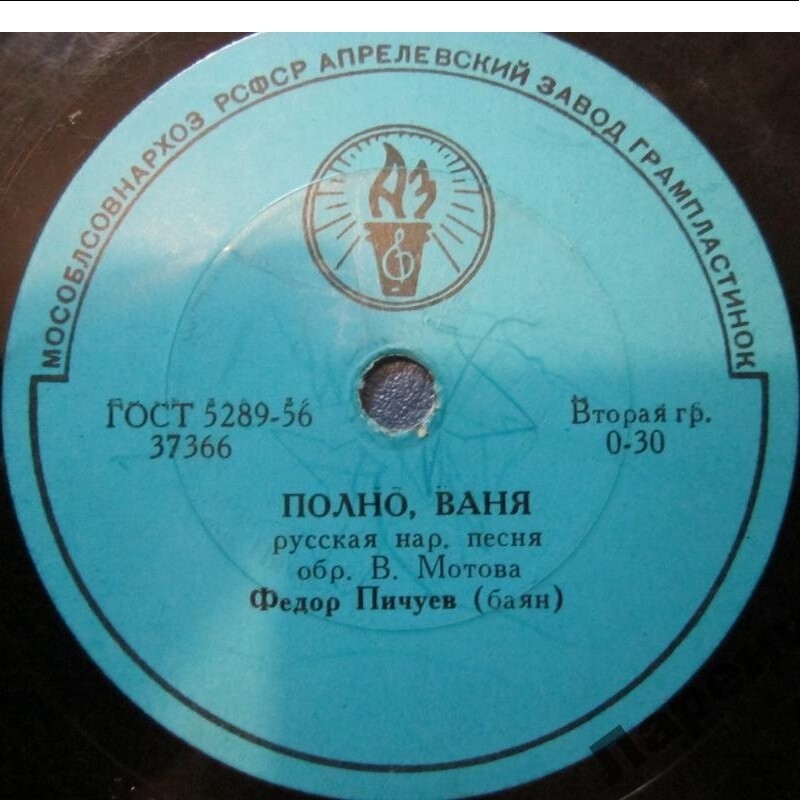 МОСОБЛСОВНАРХОЗ РСФСР АПРЕЛЕВСКИЙ ЗАВОД ГРАМПЛАСТИНОК
АЗ
ГОСТ 5289-56
37366
Вторая гр.
0-30
ПОЛНО, ВАНЯ
русская нар. песня
обр. В. Мотова
Федор Пичуев (баян)